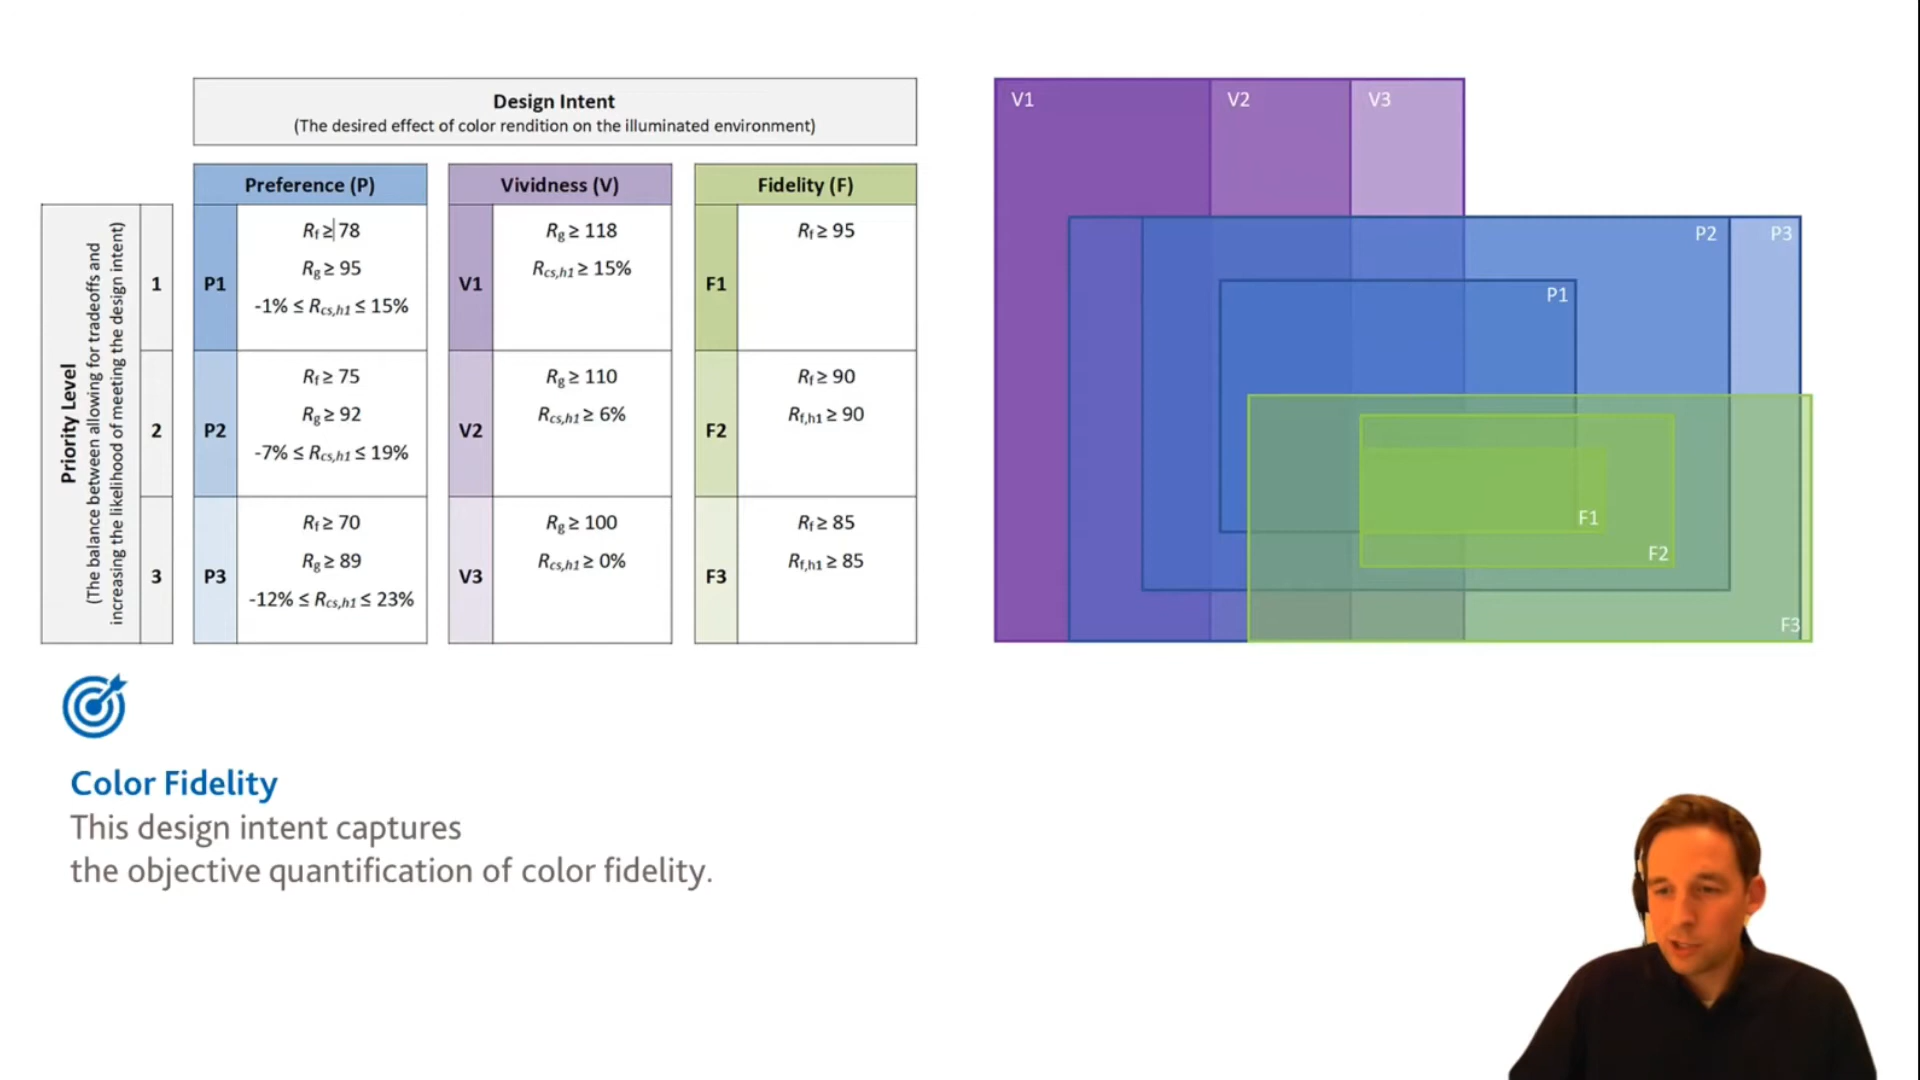 Design Intent
(The desired effect of color rendition on the illuminated environment)
Preference (P)
Vividness (V)
Fidelity (F)
Priority Level
(The balance between allowing for tradeoffs and
increasing the likelihood of meeting the design intent)
1
P1
Rf ≥ 78
Rg ≥ 95
-1% ≤ Rcs,h1 ≤ 15%
V1
Rg ≥ 118
Rcs,h1 ≥ 15%
F1
Rf ≥ 95
2
P2
Rf ≥ 75
Rg ≥ 92
-7% ≤ Rcs,h1 ≤ 19%
V2
Rg ≥ 110
Rcs,h1 ≥ 6%
F2
Rf ≥ 90
Rf,h1 ≥ 90
3
P3
Rf ≥ 70
Rg ≥ 89
-12% ≤ Rcs,h1 ≤ 23%
V3
Rg ≥ 100
Rcs,h1 ≥ 0%
F3
Rf ≥ 85
Rf,h1 ≥ 85
V1
V2
V3
P2
P3
P1
F1
F2
F3
Color Fidelity
This design intent captures
the objective quantification of color fidelity.